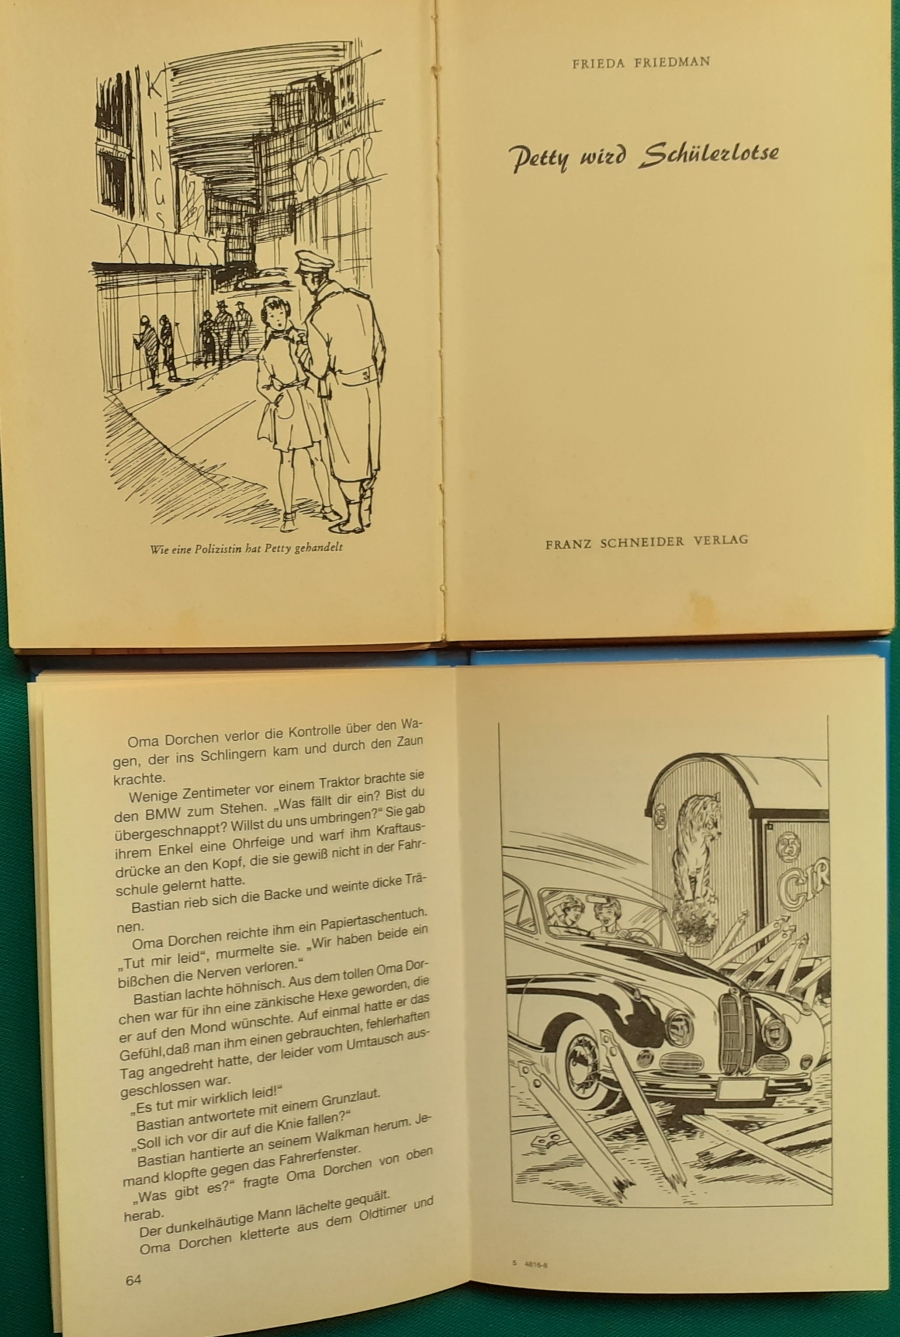 KINGS
KINGS
MOTOR
Wie eine Polizistin hat Petty gehandelt
FRIEDA FRIEDMAN
Petty wird Schülerlotse
FRANZ SCHNEIDER VERLAG
Oma Dorchen verlor die Kontrolle über den Wa-
gen, der ins Schlingern kam und durch den Zaun
krachte.
Wenige Zentimeter vor einem Traktor brachte sie
den BMW zum Stehen. „Was fällt dir ein? Bist du
übergeschnappt? Willst du uns umbringen?“ Sie gab
ihrem Enkel eine Ohrfeige und warf ihm Kraftaus-
drücke an den Kopf, die sie gewiß nicht in der Fahr-
schule gelernt hatte.
Bastian rieb sich die Backe und weinte dicke Trä-
nen.
Oma Dorchen reichte ihm ein Papiertaschentuch.
„Tut mir leid“, murmelte sie. „Wir haben beide ein
bißchen die Nerven verloren.“
Bastian lachte höhnisch. Aus dem tollen Oma Dor-
chen war für ihn eine zänkische Hexe geworden, die
er auf den Mond wünschte. Auf einmal hatte er das
Gefühl,daß man ihm einen gebrauchten, fehlerhaften
Tag angedreht hatte, der leider vom Umtausch aus-
geschlossen war.
„Es tut mir wirklich leid!“
Bastian antwortete mit einem Grunzlaut.
„Soll ich vor dir auf die Knie fallen?“
Bastian hantierte an seinem Walkman herum. Je-
mand klopfte gegen das Fahrerfenster.
„Was gibt es?“ fragte Oma Dorchen von oben
herab.
Der dunkelhäutige Mann lächelte gequält.
Oma Dorchen kletterte aus dem Oldtimer und
64
23
CIR
5 4816-8